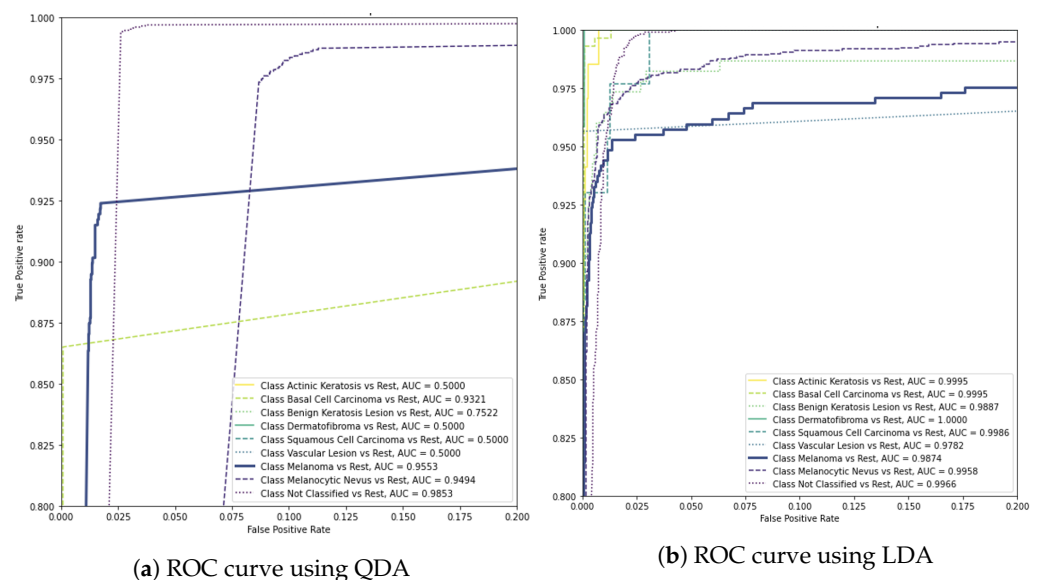 1.000
0.975
0.950
0.925
0.900
0.875
0.850
0.825
0.800
True Positive rate
Class Actinic Keratosis vs Rest, AUC = 0.5000
Class Basal Cell Carcinoma vs Rest, AUC = 0.9321
Class Benign Keratosis Lesion vs Rest, AUC = 0.7522
Class Dermatofibroma vs Rest, AUC = 0.5000
Class Squamous Cell Carcinoma vs Rest, AUC = 0.5000
Class Vascular Lesion vs Rest, AUC = 0.5000
Class Melanoma vs Rest, AUC = 0.9553
Class Melanocytic Nevus vs Rest, AUC = 0.9494
Class Not Classified vs Rest, AUC = 0.9853
0.000 0.025 0.050 0.075 0.100 0.125 0.150 0.175 0.200
False Positive Rate
(a) ROC curve using QDA
1.000
0.975
0.950
0.925
0.900
0.875
0.850
0.825
0.800
True Positive rate
Class Actinic Keratosis vs Rest, AUC = 0.9995
Class Basal Cell Carcinoma vs Rest, AUC = 0.9995
Class Benign Keratosis Lesion vs Rest, AUC = 0.9887
Class Dermatofibroma vs Rest, AUC = 1.0000
Class Squamous Cell Carcinoma vs Rest, AUC = 0.9986
Class Vascular Lesion vs Rest, AUC = 0.9782
Class Melanoma vs Rest, AUC = 0.9874
Class Melanocytic Nevus vs Rest, AUC = 0.9958
Class Not Classified vs Rest, AUC = 0.9966
0.000 0.025 0.050 0.075 0.100 0.125 0.150 0.175 0.200
False Positive Rate
(b) ROC curve using LDA